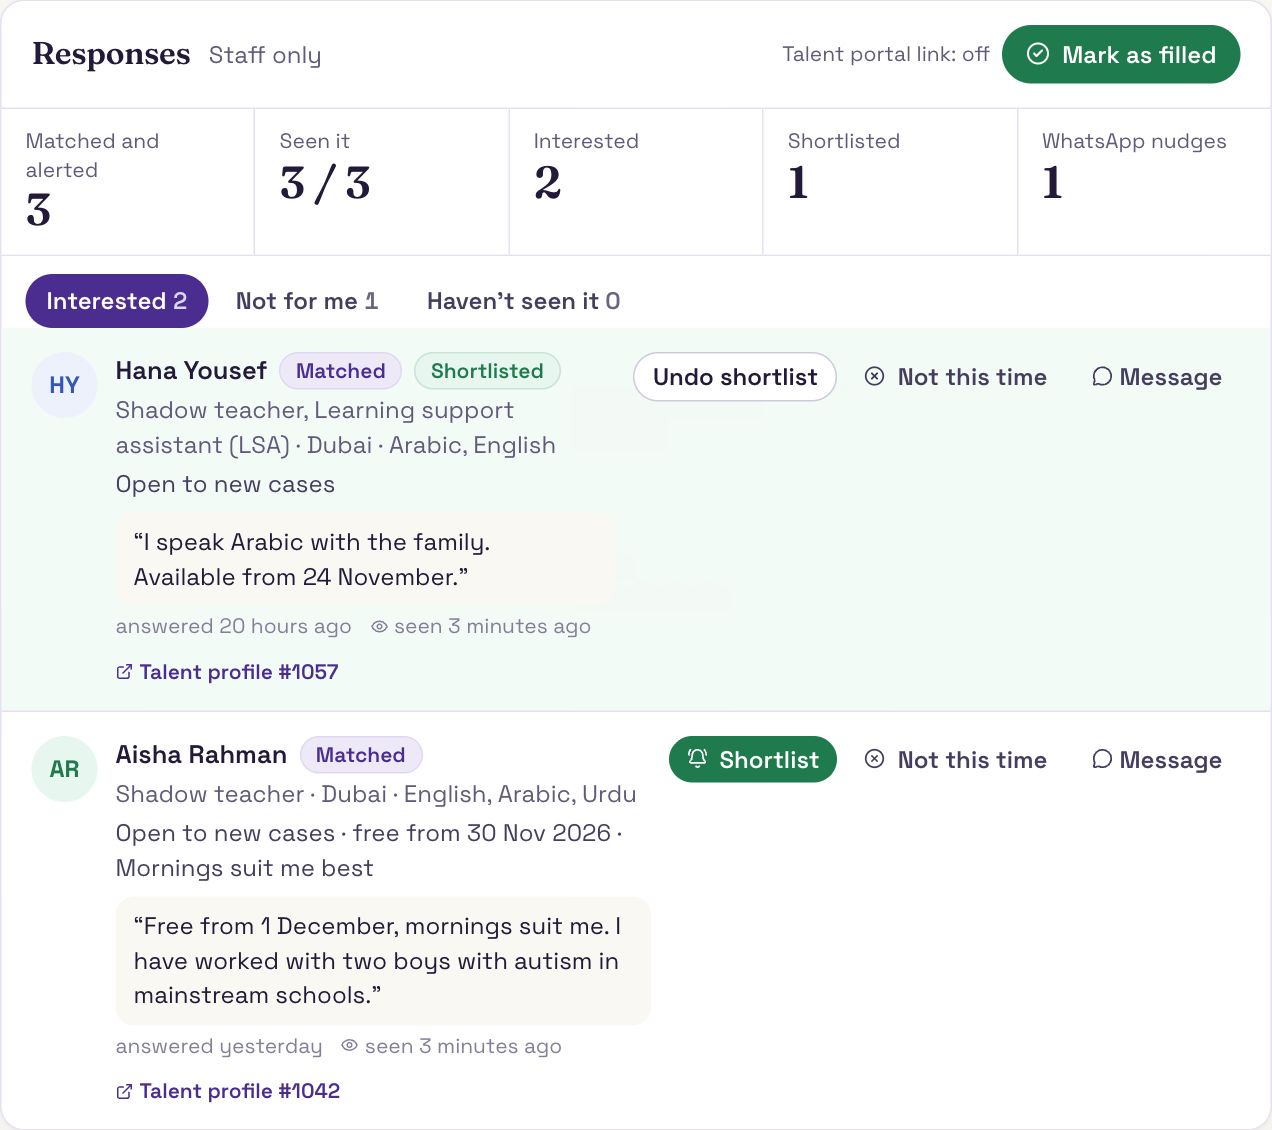 Responses Staff only
Talent portal link: off
Mark as filled
Matched and
alerted
3
Seen it
3 / 3
Interested
2
Shortlisted
1
WhatsApp nudges
1
Interested 2
Not for me 1
Haven’t seen it 0
HY
Hana Yousef Matched Shortlisted
Undo shortlist
Not this time
Message
Shadow teacher, Learning support
assistant (LSA) · Dubai · Arabic, English
Open to new cases
“I speak Arabic with the family.
Available from 24 November.”
answered 20 hours ago seen 3 minutes ago
Talent profile #1057
AR
Aisha Rahman Matched
Shortlist
Not this time
Message
Shadow teacher · Dubai · English, Arabic, Urdu
Open to new cases · free from 30 Nov 2026 ·
Mornings suit me best
“Free from 1 December, mornings suit me. I
have worked with two boys with autism in
mainstream schools.”
answered yesterday seen 3 minutes ago
Talent profile #1042